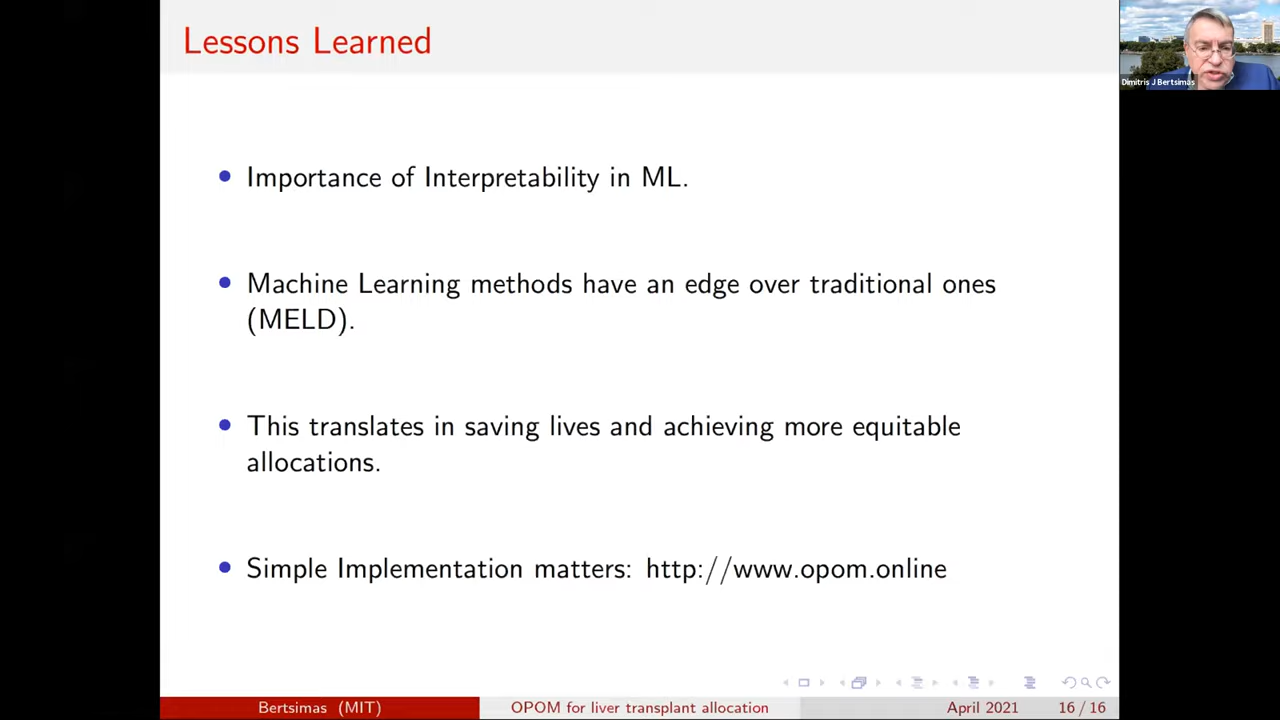 Lessons Learned
Dimitris J Bertsimas
• Importance of Interpretability in ML.
• Machine Learning methods have an edge over traditional ones
(MELD).
• This translates in saving lives and achieving more equitable
allocations.
• Simple Implementation matters: http://www.opom.online
Bertsimas (MIT) OPOM for liver transplant allocation April 2021 16 / 16